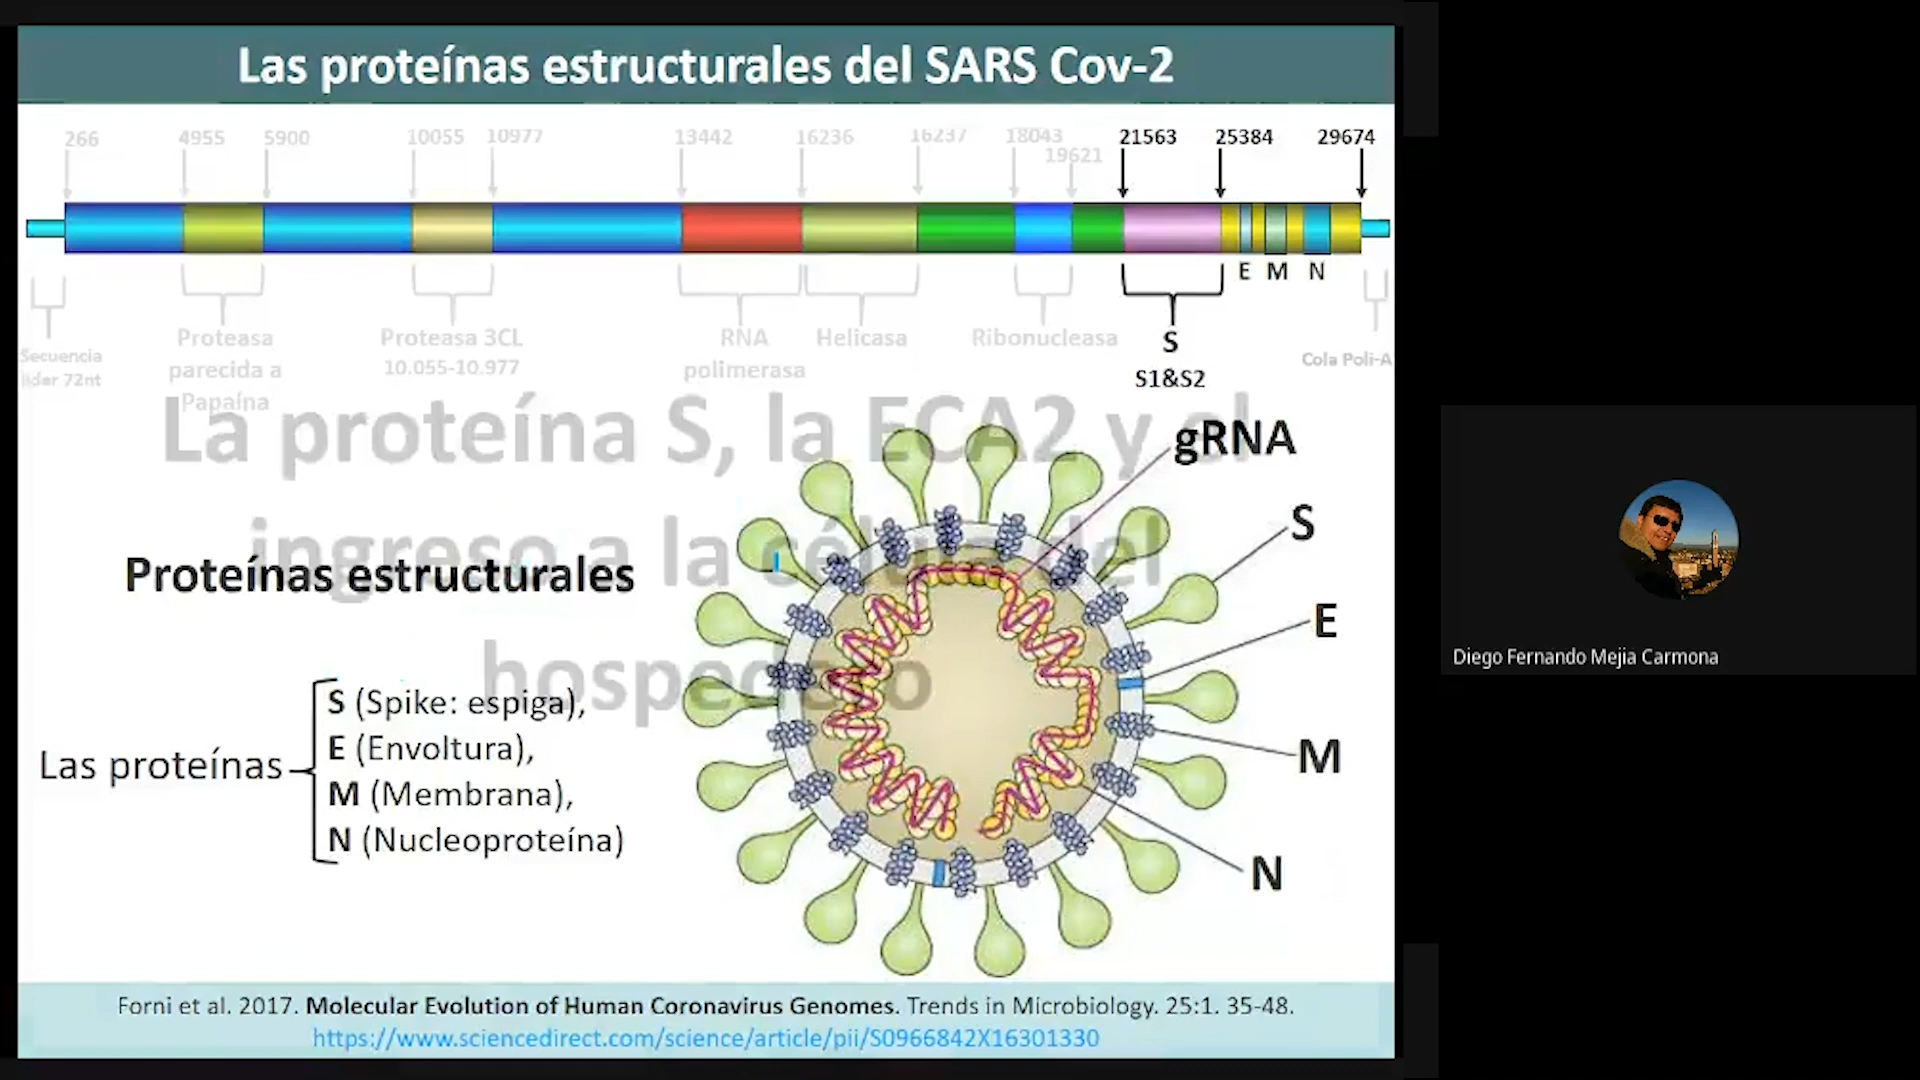 Las proteínas estructurales del SARS Cov-2
266 4955 5900 10055 10977 13442 16236 16237 18043 19621 21563 25384 29674
E M N
Secuencia
lider 72nt
Proteasa
parecida a
Papaína
Proteasa 3CL
10.055-10.977
RNA
polimerasa
Helicasa
Ribonucleasa
S
S1&S2
Cola Poli-A
La proteína S, la ECA2 y el
ingreso a la célula del
hospedero
gRNA
S
E
M
N
Proteínas estructurales
Las proteínas
S (Spike: espiga),
E (Envoltura),
M (Membrana),
N (Nucleoproteína)
Forni et al. 2017. Molecular Evolution of Human Coronavirus Genomes. Trends in Microbiology. 25:1. 35-48.
https://www.sciencedirect.com/science/article/pii/S0966842X16301330
Diego Fernando Mejia Carmona